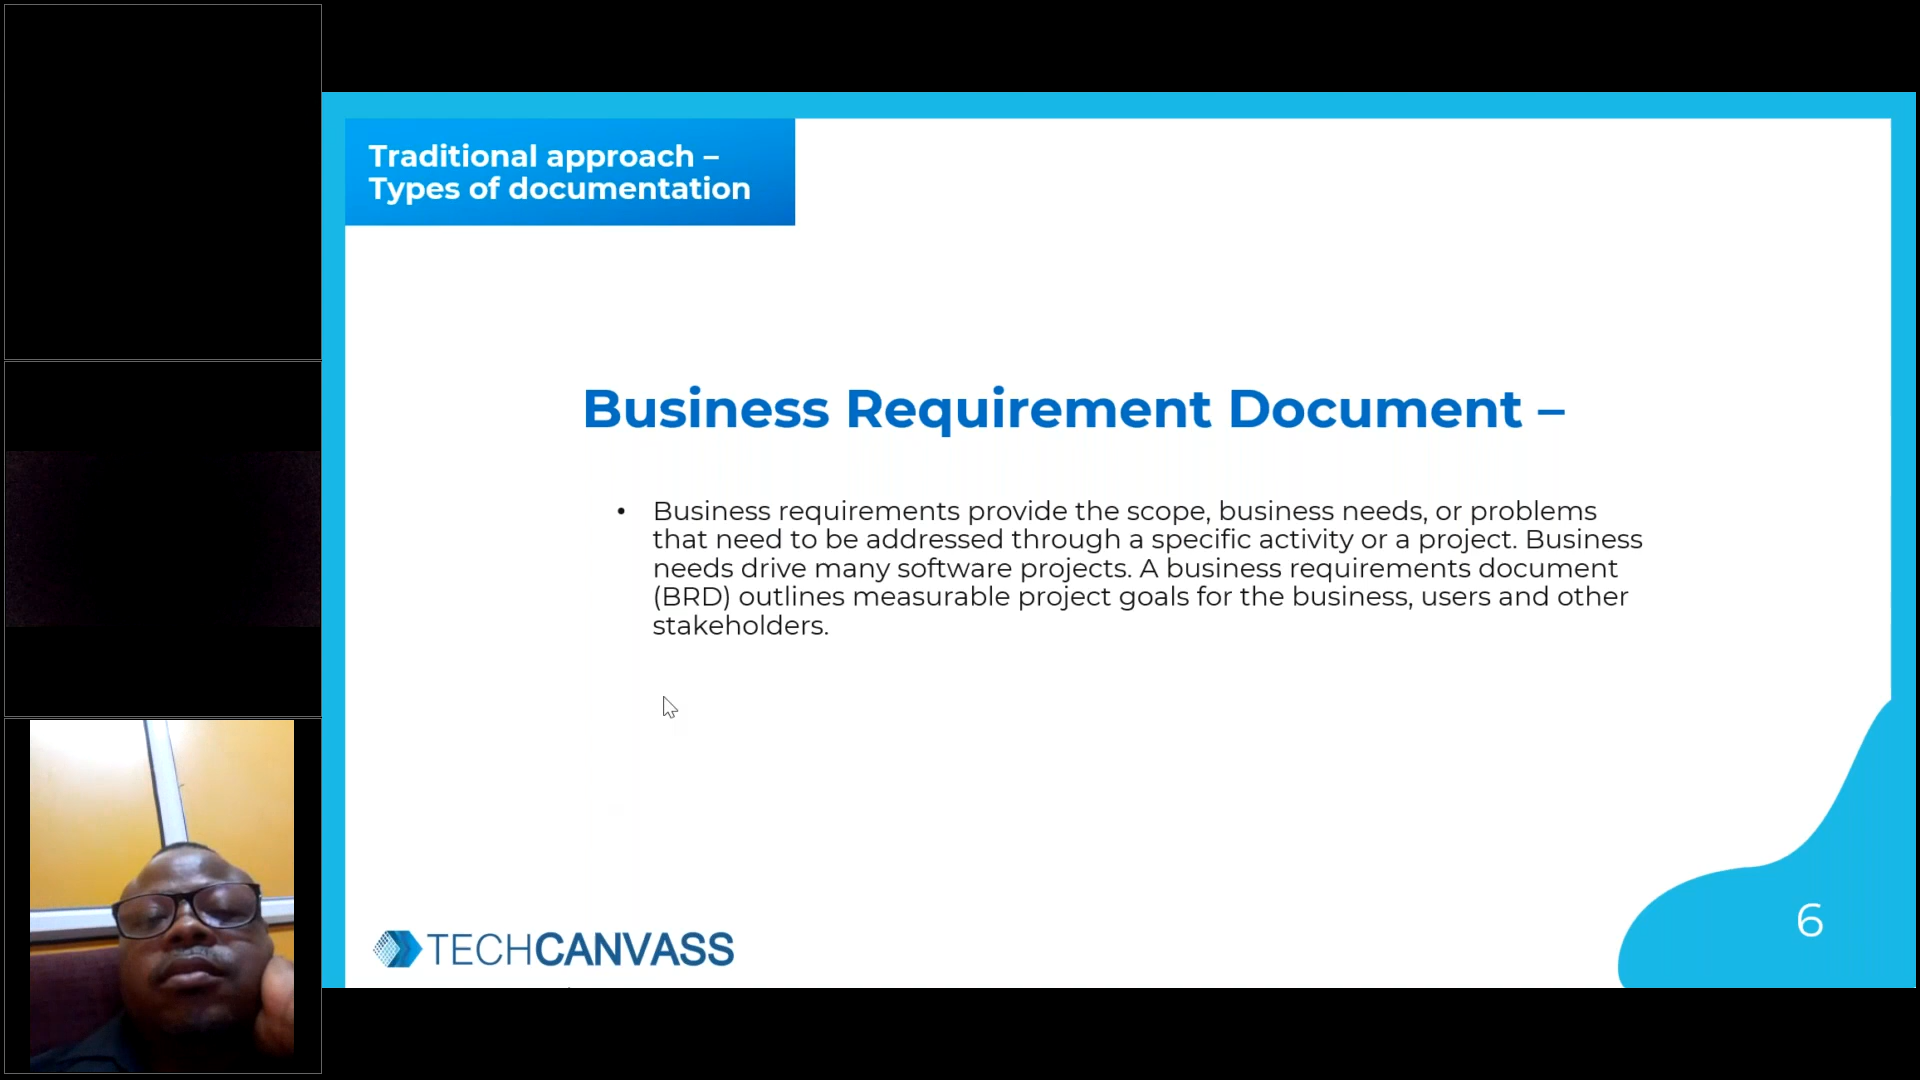 Traditional approach –
Types of documentation
Business Requirement Document –
• Business requirements provide the scope, business needs, or problems
that need to be addressed through a specific activity or a project. Business
needs drive many software projects. A business requirements document
(BRD) outlines measurable project goals for the business, users and other
stakeholders.
TECHCANVASS
6